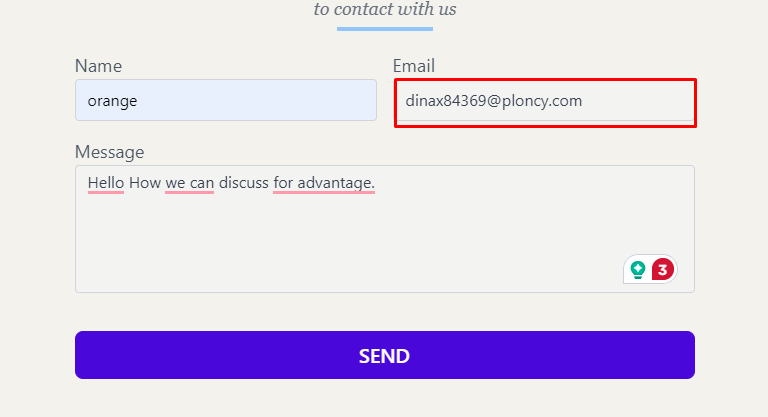 to contact with us
Name
Email
orange
dinax84369@ploncy.com
Message
Hello How we can discuss for advantage.
3
SEND